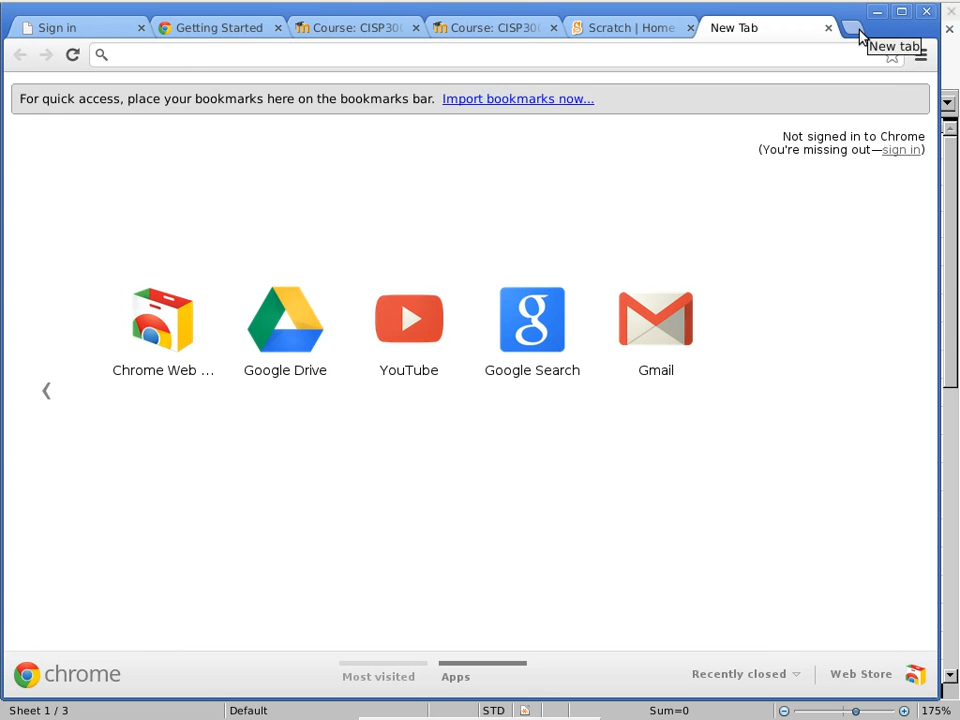 Sign in
Getting Started
Course: CISP300
Course: CISP300
Scratch | Home
New Tab
New tab
For quick access, place your bookmarks here on the bookmarks bar. Import bookmarks now...
Not signed in to Chrome
(You're missing out—sign in)
Chrome Web ...
Google Drive
YouTube
Google Search
Gmail
chrome
Most visited
Apps
Recently closed
Web Store
Sheet 1 / 3
Default
STD
Sum=0
175%